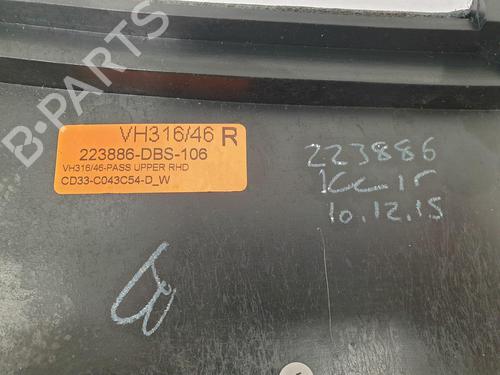 B-PARTS
VH316/46 R
223886-DBS-106
VH316/46-PASS UPPER RHD
CD33-C043C54-D_W
223886
10.12.15